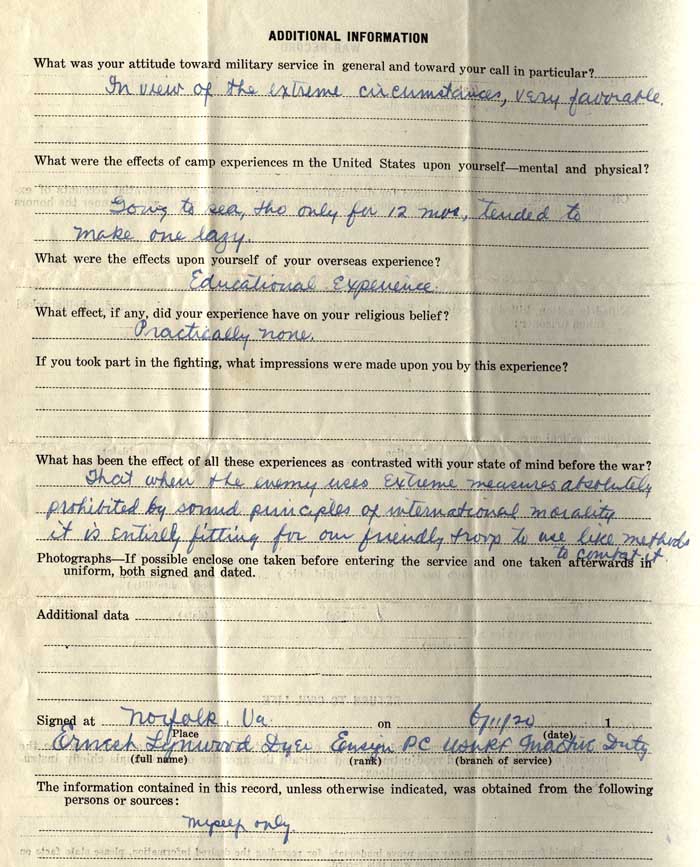 ADDITIONAL INFORMATION
What was your attitude toward military service in general and toward your call in particular?
In view of the extreme circumstances, very favorable.
What were the effects of camp experiences in the United States upon yourself—mental and physical?
Going to sea, tho only for 12 mos, tended to
make one lazy.
What were the effects upon yourself of your overseas experience?
Educational Experience.
What effect, if any, did your experience have on your religious belief?
Practically none.
If you took part in the fighting, what impressions were made upon you by this experience?
What has been the effect of all these experiences as contrasted with your state of mind before the war?
That when the enemy uses extreme measures absolutely
prohibited by sound principles of international morality
it is entirely fitting for our friendly troop to use like methods
to combat it.
Photographs—If possible enclose one taken before entering the service and one taken afterwards in
uniform, both signed and dated.
Additional data
Signed at Norfolk, Va. on 6/11/20 1
Place (date)
Ernest Lynwood Dyer Ensign PC USNRF Inactive Duty
(full name) (rank) (branch of service)
The information contained in this record, unless otherwise indicated, was obtained from the following
persons or sources:
Myself only.